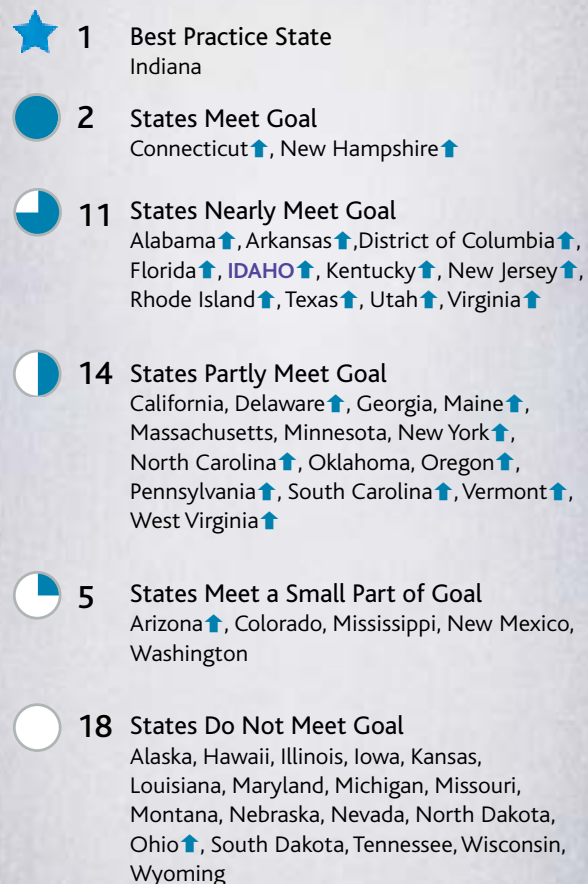 1 Best Practice State
Indiana
2 States Meet Goal
Connecticut⬆, New Hampshire⬆
11 States Nearly Meet Goal
Alabama⬆, Arkansas⬆,District of Columbia⬆,
Florida⬆, IDAHO⬆, Kentucky⬆, New Jersey⬆,
Rhode Island⬆, Texas⬆, Utah⬆, Virginia⬆
14 States Partly Meet Goal
California, Delaware⬆, Georgia, Maine⬆,
Massachusetts, Minnesota, New York⬆,
North Carolina⬆, Oklahoma, Oregon⬆,
Pennsylvania⬆, South Carolina⬆, Vermont⬆,
West Virginia⬆
5 States Meet a Small Part of Goal
Arizona⬆, Colorado, Mississippi, New Mexico,
Washington
18 States Do Not Meet Goal
Alaska, Hawaii, Illinois, Iowa, Kansas,
Louisiana, Maryland, Michigan, Missouri,
Montana, Nebraska, Nevada, North Dakota,
Ohio⬆, South Dakota, Tennessee, Wisconsin,
Wyoming